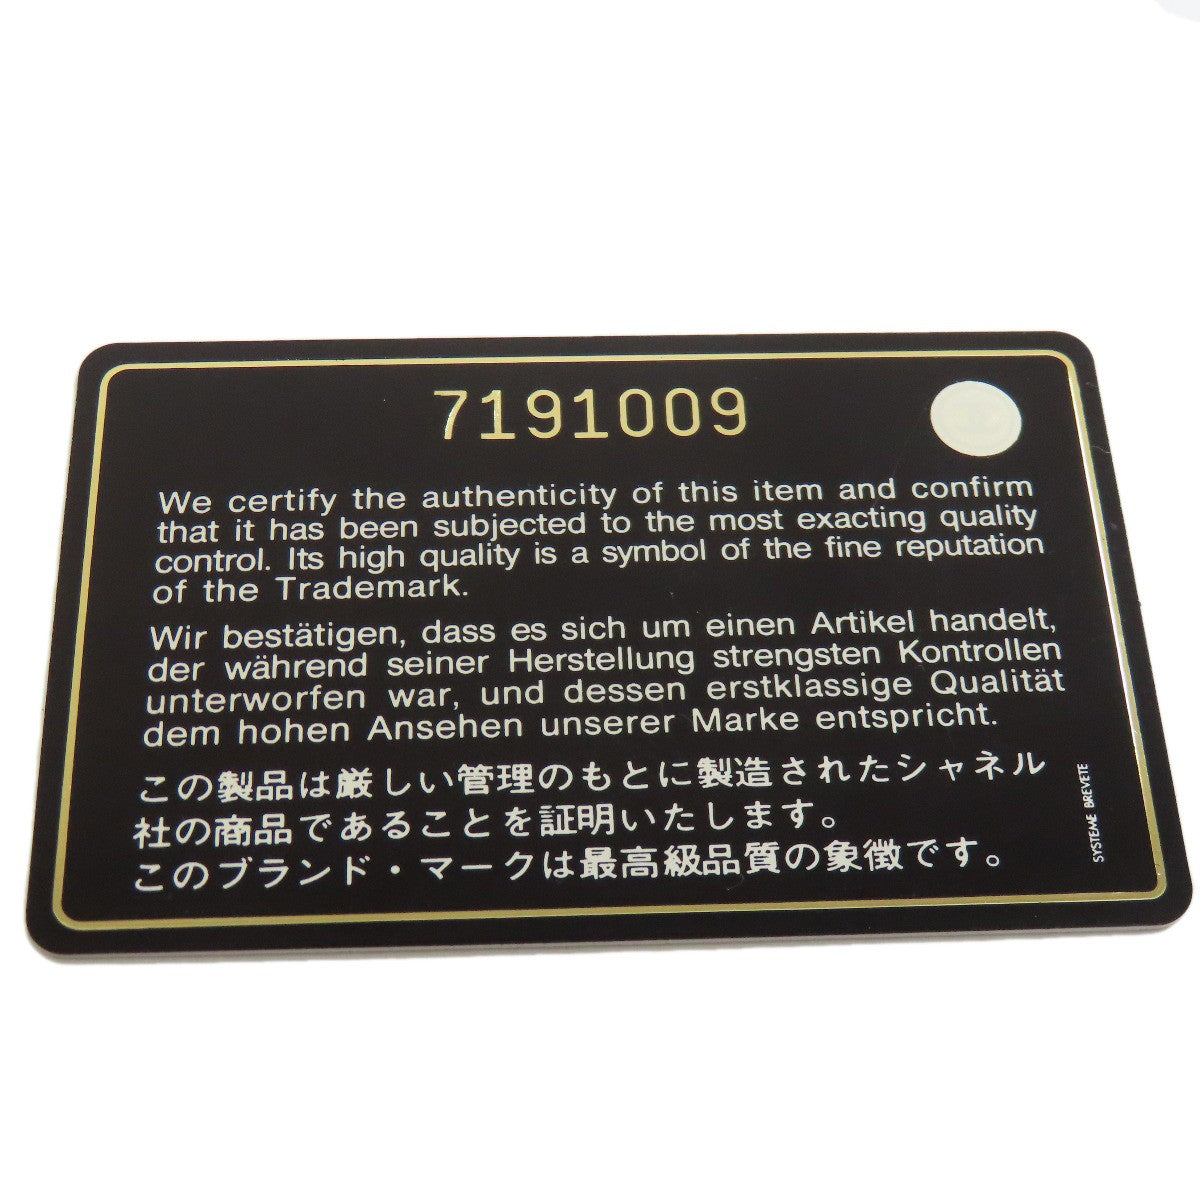 7191009
We certify the authenticity of this item and confirm
that it has been subjected to the most exacting quality
control. Its high quality is a symbol of the fine reputation
of the Trademark.
Wir bestätigen, dass es sich um einen Artikel handelt,
der während seiner Herstellung strengsten Kontrollen
unterworfen war, und dessen erstklassige Qualität
dem hohen Ansehen unserer Marke entspricht.
この製品は厳しい管理のもとに製造されたシャネル
社の商品であることを証明いたします。
このブランド・マークは最高級品質の象徴です。
SYSTEME BREVETE